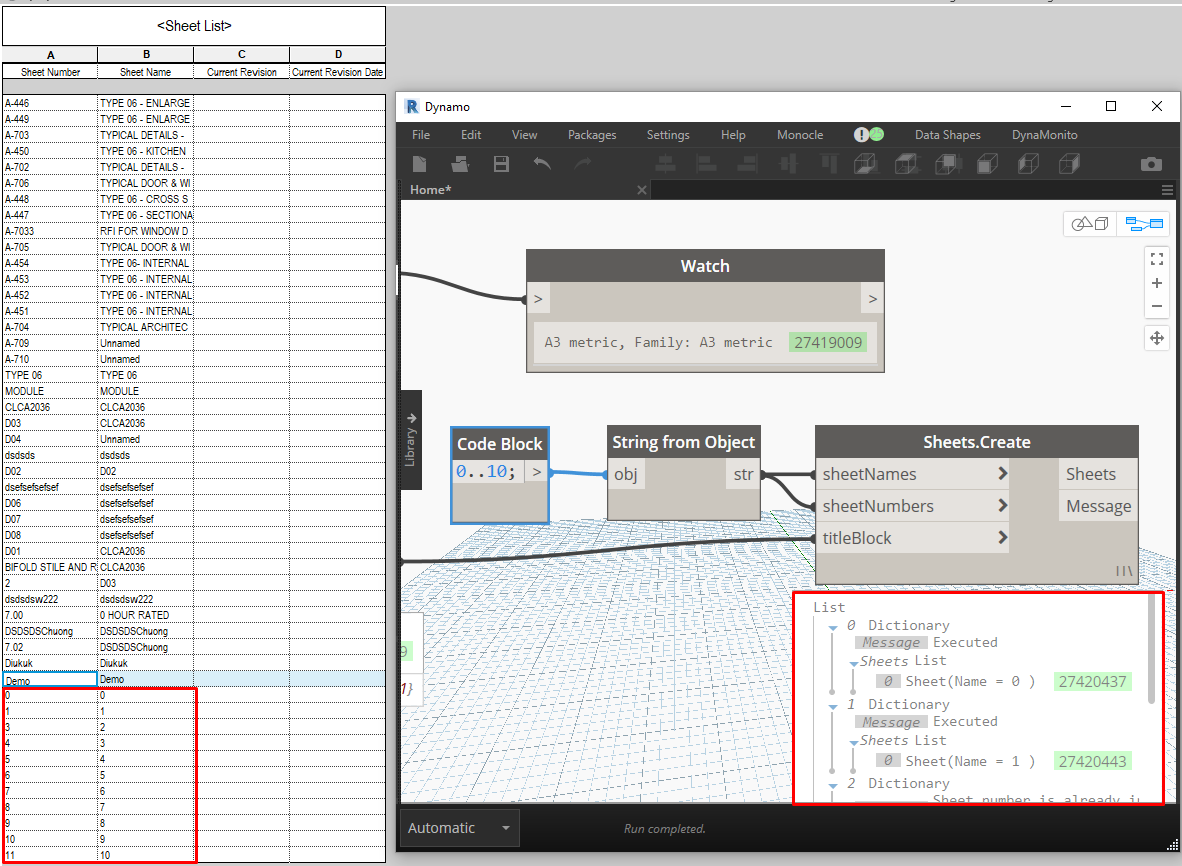 <Sheet List>
A B C D
Sheet Number Sheet Name Current Revision Current Revision Date
A-446 TYPE 06 - ENLARGE
A-449 TYPE 06 - ENLARGE
A-703 TYPICAL DETAILS -
A-450 TYPE 06 - KITCHEN
A-702 TYPICAL DETAILS -
A-706 TYPICAL DOOR & WI
A-448 TYPE 06 - CROSS S
A-447 TYPE 06 - SECTIONA
A-7033 RFI FOR WINDOW D
A-705 TYPICAL DOOR & WI
A-454 TYPE 06- INTERNAL
A-453 TYPE 06 - INTERNAL
A-452 TYPE 06 - INTERNAL
A-451 TYPE 06 - INTERNAL
A-704 TYPICAL ARCHITEC
A-709 Unnamed
A-710 Unnamed
TYPE 06 TYPE 06
MODULE MODULE
CLCA2036 CLCA2036
D03 CLCA2036
D04 Unnamed
dsdsds dsdsds
D02 D02
dsefsefsefsef dsefsefsefsef
D06 dsefsefsefsef
D07 dsefsefsefsef
D08 dsefsefsefsef
D01 CLCA2036
BIFOLD STILE AND R CLCA2036
2 D03
dsdsdsw222 dsdsdsw222
7.00 0 HOUR RATED
DSDSDSChuong DSDSDSChuong
7.02 DSDSDSChuong
Diukuk Diukuk
Demo Demo
0 0
1 1
3 2
4 3
5 4
6 5
7 6
8 7
9 8
10 9
11 10
R Dynamo
File Edit View Packages Settings Help Monocle ! Data Shapes DynaMonito
Home*
Watch
> >
A3 metric, Family: A3 metric 27419009
Library
Code Block
0..10; >
String from Object
obj str
Sheets.Create
sheetNames Sheets
sheetNumbers Message
titleBlock
9
1}
List
0 Dictionary
Message Executed
Sheets List
0 Sheet(Name = 0 ) 27420437
1 Dictionary
Message Executed
Sheets List
0 Sheet(Name = 1 ) 27420443
2 Dictionary
Sheet number is already i
Automatic Run completed.